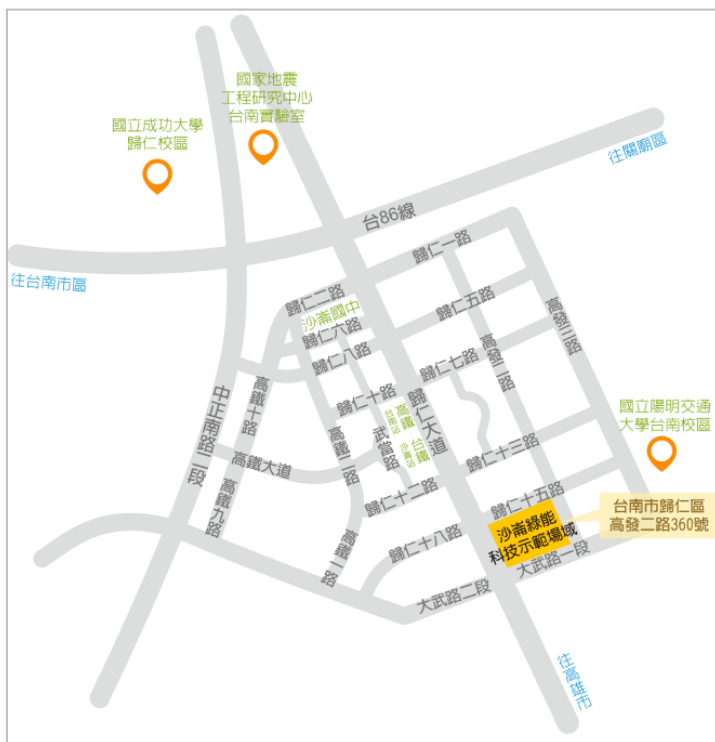 國家地震
工程研究中心
台南實驗室
國立成功大學
歸仁校區
往關廟區
台86線
往台南市區
歸仁一路
歸仁二路
沙崙國中
歸仁六路
歸仁五路
高發三路
歸仁八路
高發二路
歸仁七路
高鐵十路
中正南路二段
歸仁十路
高鐵
台南站
歸仁大道
國立陽明交通
大學台南校區
台鐵
沙崙站
武當路
高鐵二路
高鐵大道
歸仁十三路
高鐵九路
歸仁十二路
歸仁十五路
台南市歸仁區
高發二路360號
沙崙綠能
科技示範場域
高鐵一路
歸仁十八路
大武路一段
大武路二段
往高雄市